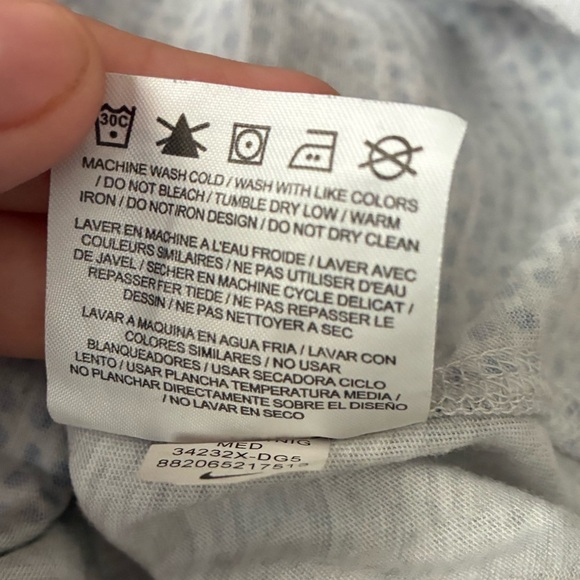 30C
MACHINE WASH COLD / WASH WITH LIKE COLORS
/ DO NOT BLEACH / TUMBLE DRY LOW / WARM
IRON / DO NOT IRON DESIGN / DO NOT DRY CLEAN
LAVER EN MACHINE A L'EAU FROIDE / LAVER AVEC
COULEURS SIMILAIRES / NE PAS UTILISER D'EAU
DE JAVEL / SECHER EN MACHINE CYCLE DELICAT /
REPASSER FER TIEDE / NE PAS REPASSER LE
DESSIN / NE PAS NETTOYER A SEC
LAVAR A MAQUINA EN AGUA FRIA / LAVAR CON
COLORES SIMILARES / NO USAR
BLANQUEADORES / USAR SECADORA CICLO
LENTO / USAR PLANCHA TEMPERATURA MEDIA /
NO PLANCHAR DIRECTAMENTE SOBRE EL DISEÑO
/ NO LAVAR EN SECO
MED
34232X-DG5